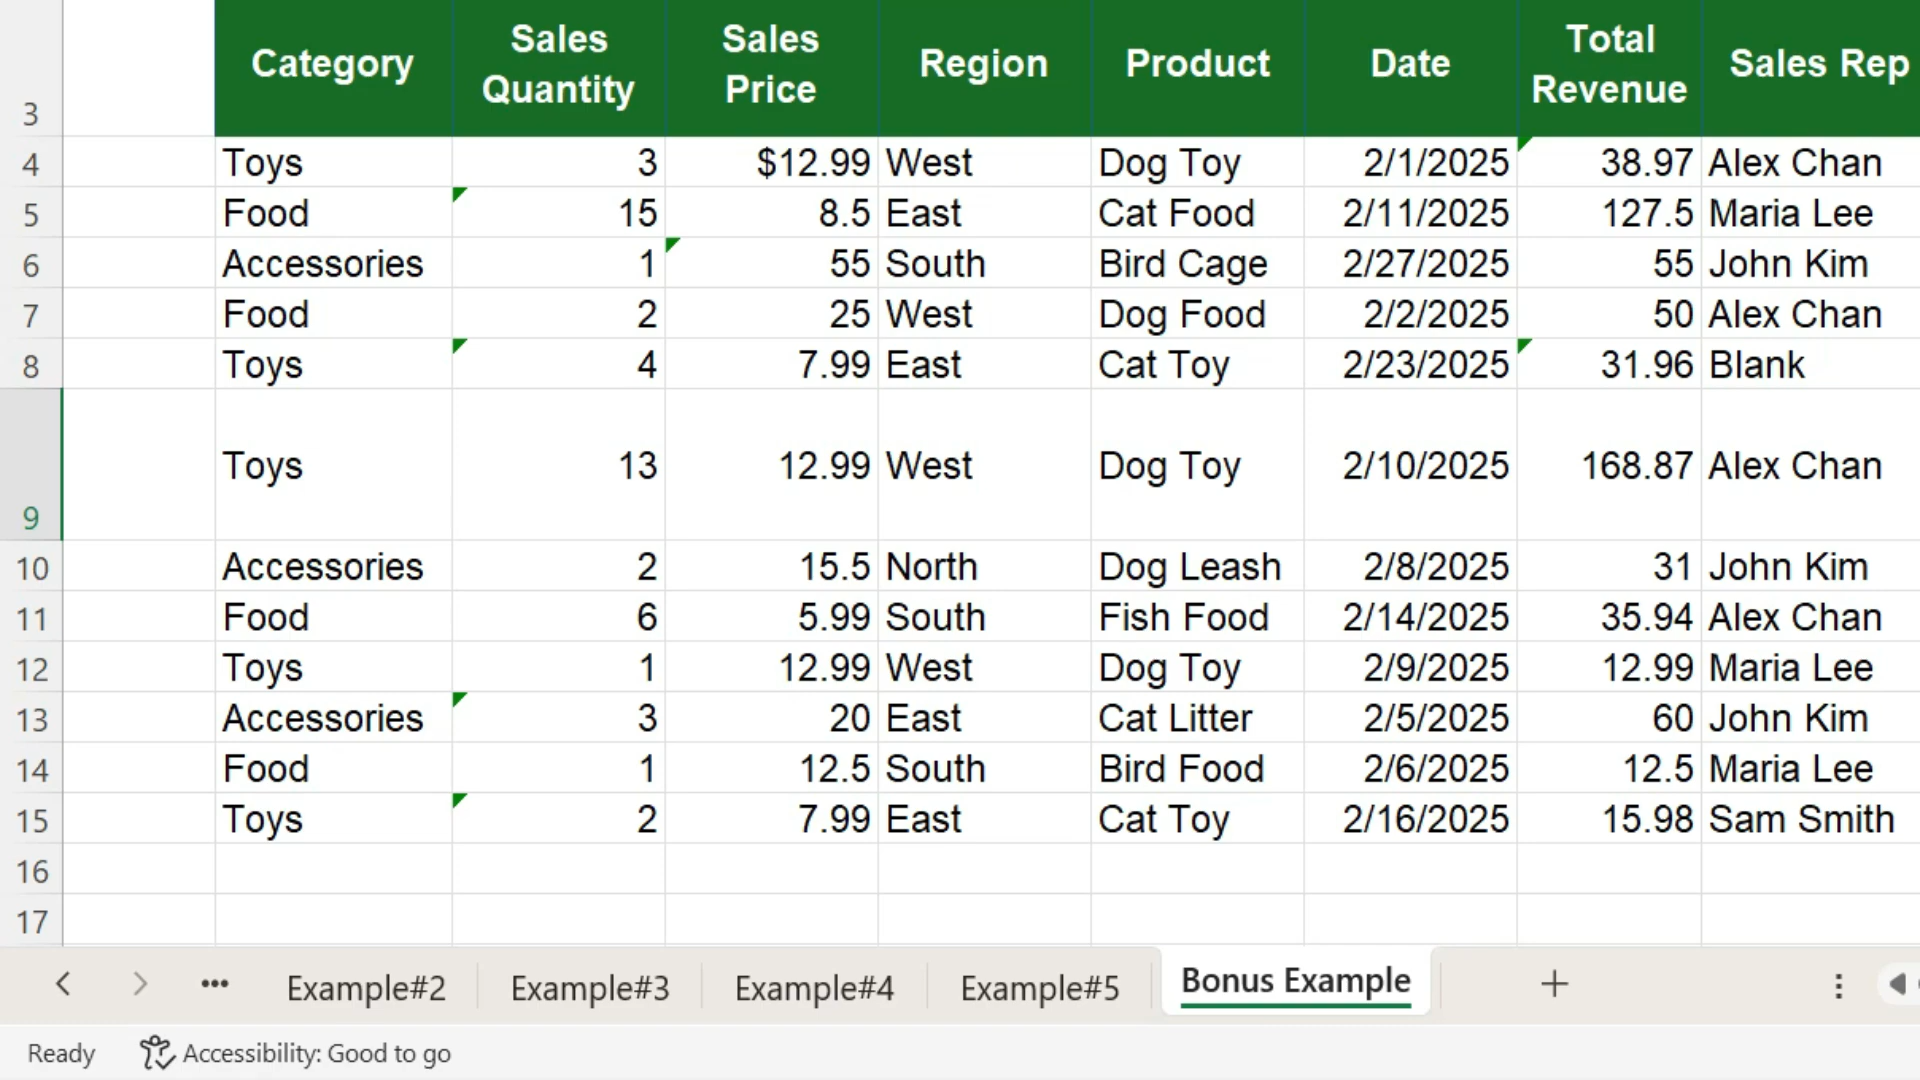 3 Category Sales Quantity Sales Price Region Product Date Total Revenue Sales Rep
4 Toys 3 $12.99 West Dog Toy 2/1/2025 38.97 Alex Chan
5 Food 15 8.5 East Cat Food 2/11/2025 127.5 Maria Lee
6 Accessories 1 55 South Bird Cage 2/27/2025 55 John Kim
7 Food 2 25 West Dog Food 2/2/2025 50 Alex Chan
8 Toys 4 7.99 East Cat Toy 2/23/2025 31.96 Blank
9 Toys 13 12.99 West Dog Toy 2/10/2025 168.87 Alex Chan
10 Accessories 2 15.5 North Dog Leash 2/8/2025 31 John Kim
11 Food 6 5.99 South Fish Food 2/14/2025 35.94 Alex Chan
12 Toys 1 12.99 West Dog Toy 2/9/2025 12.99 Maria Lee
13 Accessories 3 20 East Cat Litter 2/5/2025 60 John Kim
14 Food 1 12.5 South Bird Food 2/6/2025 12.5 Maria Lee
15 Toys 2 7.99 East Cat Toy 2/16/2025 15.98 Sam Smith
16
17
Example#2 Example#3 Example#4 Example#5 Bonus Example
Ready Accessibility: Good to go